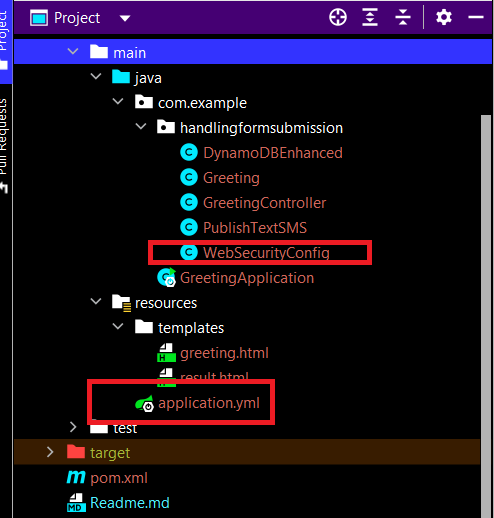 Project
Project
main
java
com.example
handlingformsubmission
DynamoDBEnhanced
Greeting
GreetingController
PublishTextSMS
WebSecurityConfig
GreetingApplication
resources
templates
greeting.html
result.html
application.yml
test
target
pom.xml
Readme.md
Pull Requests